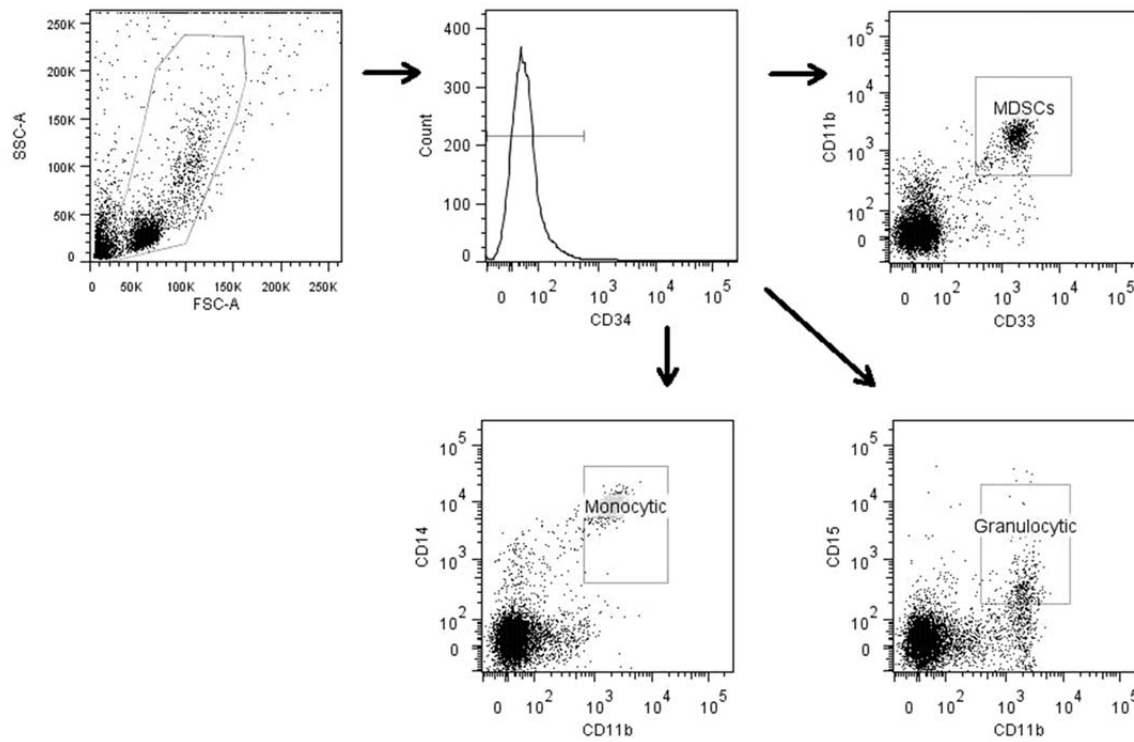 250K
200K
150K
100K
50K
0
SSC-A
0 50K 100K 150K 200K 250K
FSC-A
400
300
200
100
0
Count
0 10^2 10^3 10^4 10^5
CD34
10^5
10^4
10^3
10^2
0
CD11b
MDSCs
0 10^2 10^3 10^4 10^5
CD33
10^5
10^4
10^3
10^2
0
CD14
Monocytic
0 10^2 10^3 10^4 10^5
CD11b
10^5
10^4
10^3
10^2
0
CD15
Granulocytic
0 10^2 10^3 10^4 10^5
CD11b